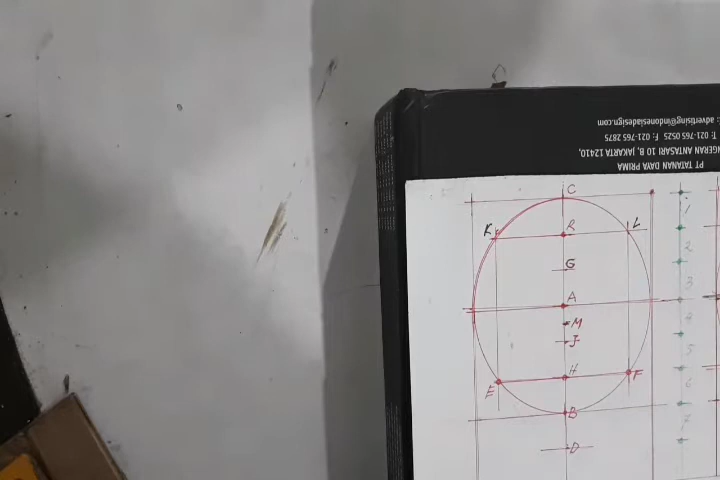 PT TATANAN DAYA PRIMA
NGERAN ANTASARI 10 B, JAKARTA 12410,
T: 021-765 0525 F: 021-765 2875
: advertising@indonesiadesign.com
C
K R L
G
A
M
J
H
E F
B
D
1
2
3
4
5
6
7